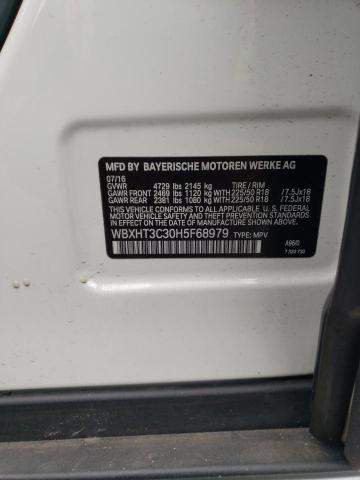 MFD BY BAYERISCHE MOTOREN WERKE AG
07/16
GVWR 4729 lbs 2145 kg TIRE / RIM
GAWR FRONT 2469 lbs 1120 kg WITH 225/50 R18 / 7.5Jx18
GAWR REAR 2381 lbs 1080 kg WITH 225/50 R18 / 7.5Jx18
THIS VEHICLE CONFORMS TO ALL APPLICABLE U.S. FEDERAL
MOTOR VEHICLE SAFETY, BUMPER, AND THEFT PREVENTION
STANDARDS IN EFFECT ON THE DATE OF MANUFACTURE SHOWN ABOVE.
WBXHT3C30H5F68979 TYPE: MPV